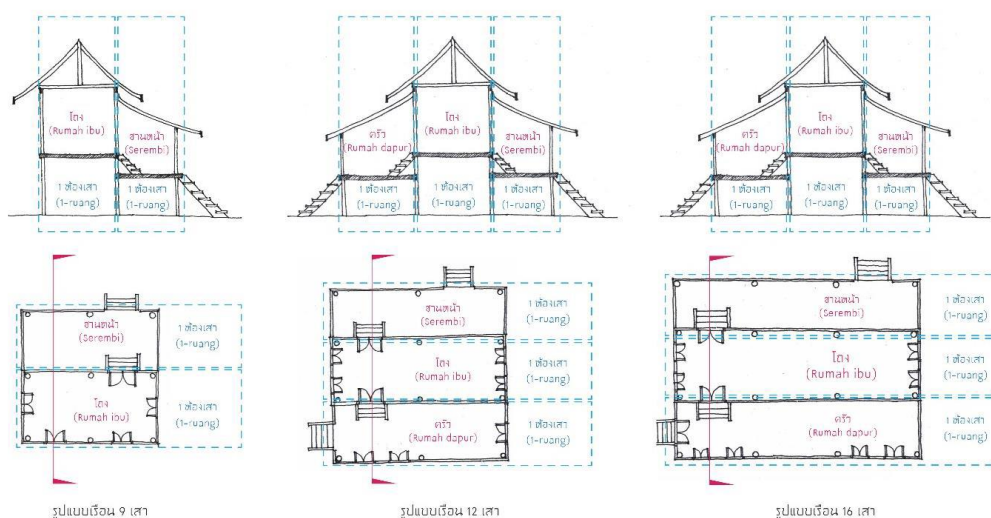 โถง
(Rumah ibu)
ชานหน้า
(Serembi)
1 ห้องเสา
(1-ruang)
1 ห้องเสา
(1-ruang)
ครัว
(Rumah dapur)
โถง
(Rumah ibu)
ชานหน้า
(Serembi)
1 ห้องเสา
(1-ruang)
1 ห้องเสา
(1-ruang)
1 ห้องเสา
(1-ruang)
ครัว
(Rumah dapur)
โถง
(Rumah ibu)
ชานหน้า
(Serembi)
1 ห้องเสา
(1-ruang)
1 ห้องเสา
(1-ruang)
1 ห้องเสา
(1-ruang)
ชานหน้า
(Serembi)
1 ห้องเสา
(1-ruang)
โถง
(Rumah ibu)
1 ห้องเสา
(1-ruang)
รูปแบบเรือน 9 เสา
ชานหน้า
(Serembi)
1 ห้องเสา
(1-ruang)
โถง
(Rumah ibu)
1 ห้องเสา
(1-ruang)
ครัว
(Rumah dapur)
1 ห้องเสา
(1-ruang)
รูปแบบเรือน 12 เสา
ชานหน้า
(Serembi)
1 ห้องเสา
(1-ruang)
โถง
(Rumah ibu)
1 ห้องเสา
(1-ruang)
ครัว
(Rumah dapur)
1 ห้องเสา
(1-ruang)
รูปแบบเรือน 16 เสา